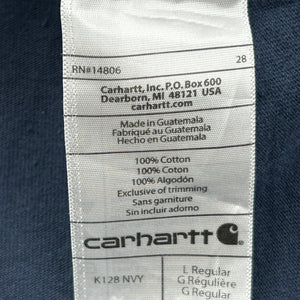 RN#14806 28
Carhartt, Inc. P.O. Box 600
Dearborn, MI 48121 USA
carhartt.com
Made in Guatemala
Fabriqué au Guatemala
Hecho en Guatemala
100% Cotton
100% Coton
100% Algodón
Exclusive of trimming
Sans garniture
Sin incluir adorno
carhartt
K128 NVY
L Regular
G Régulière
G Regular